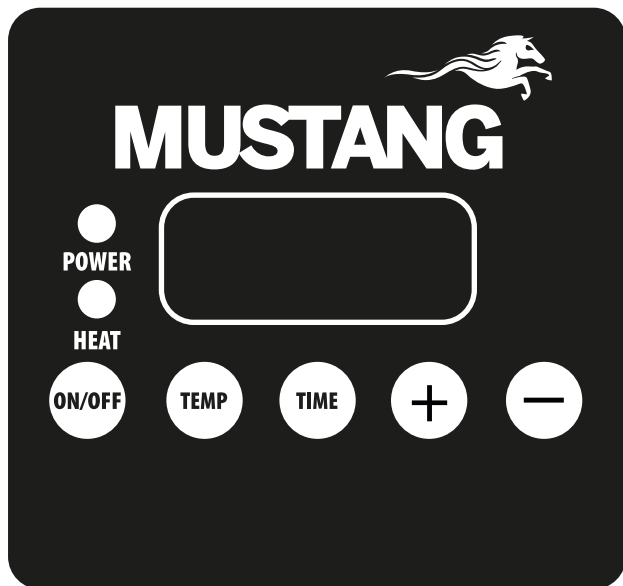 MUSTANG
POWER
HEAT
ON/OFF TEMP TIME + —